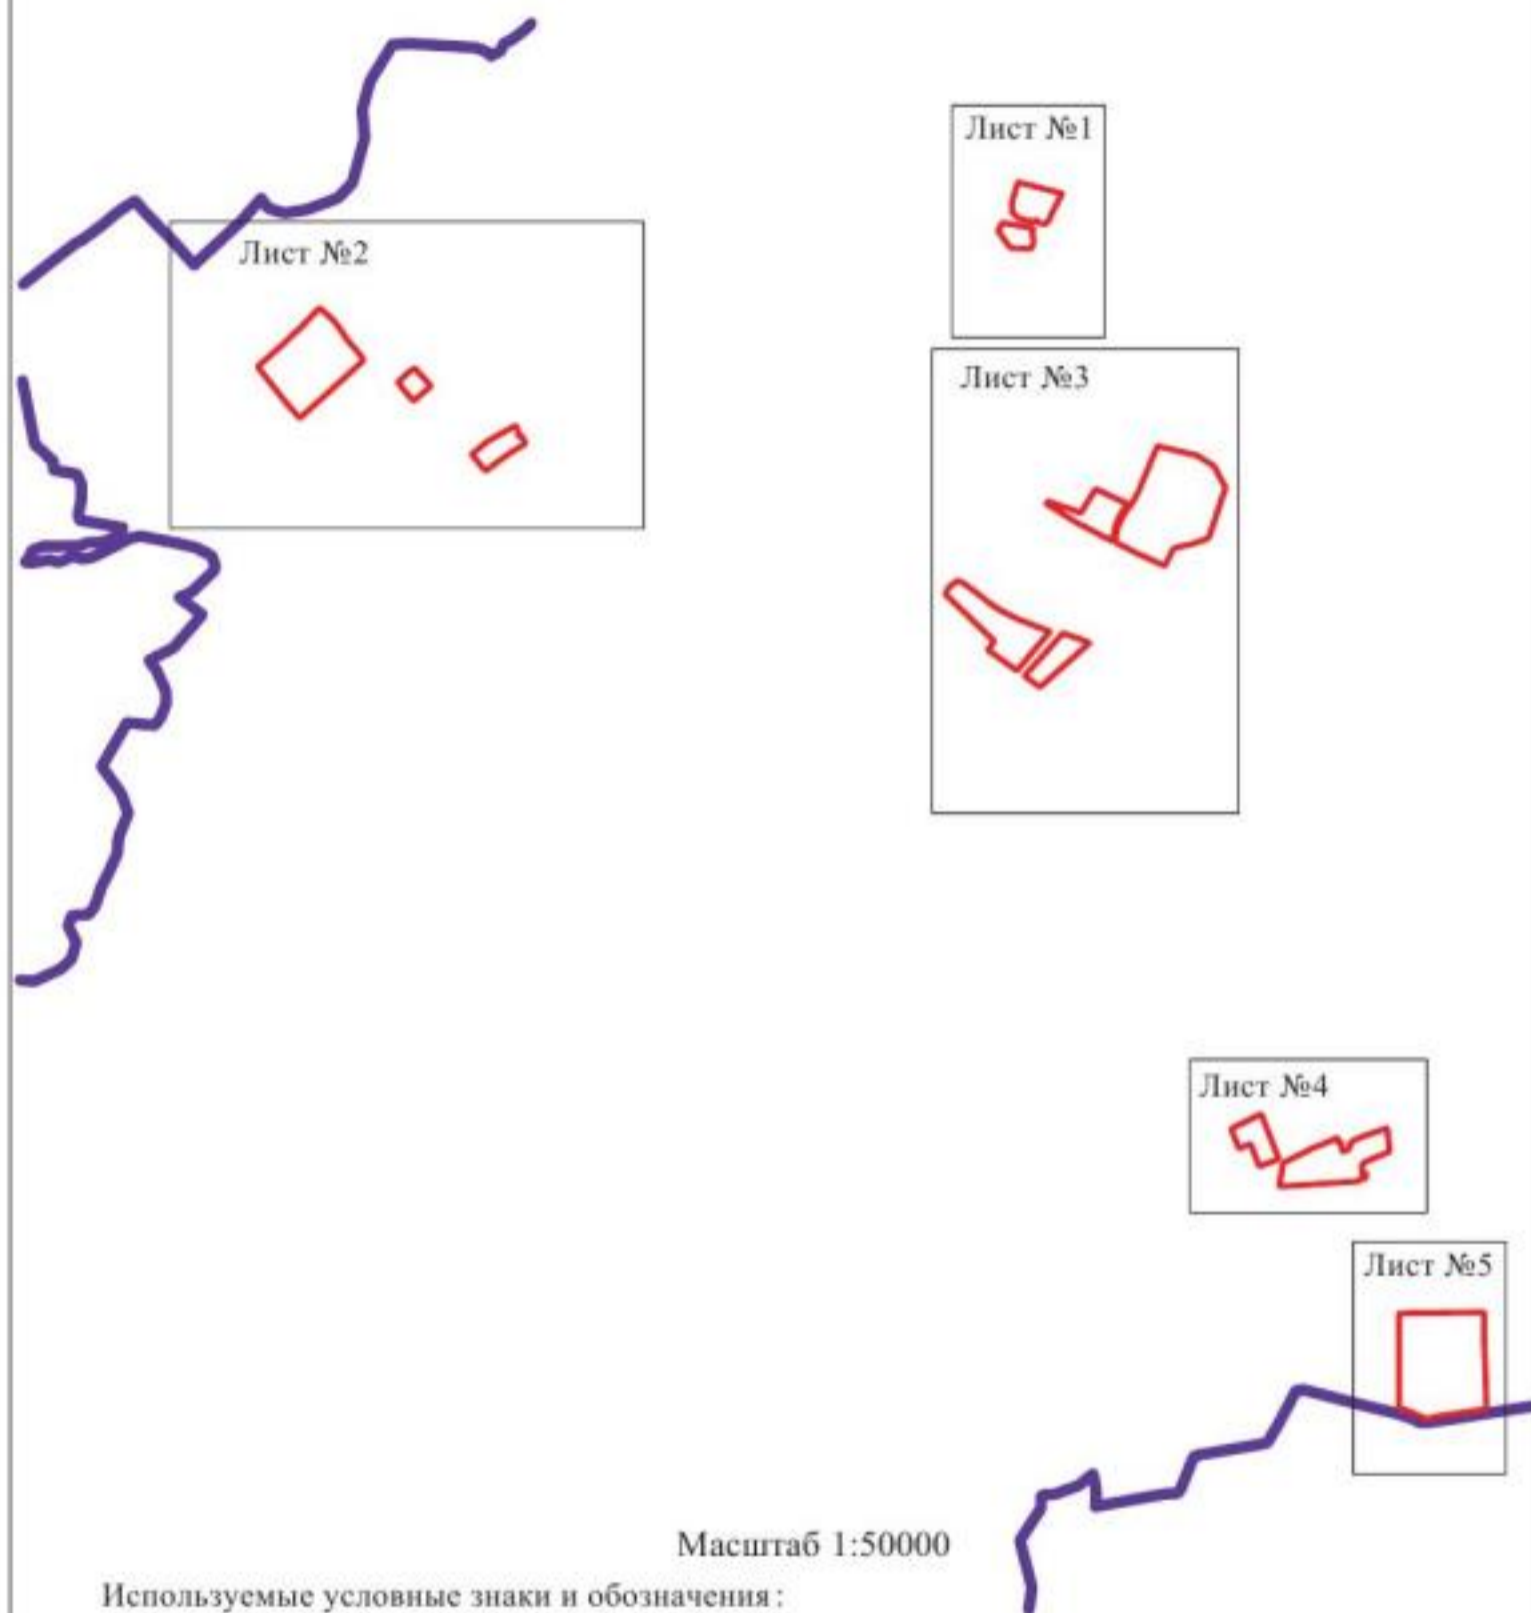 Лист №1
Лист №2
Лист №3
Лист №4
Лист №5
Масштаб 1:50000
Используемые условные знаки и обозначения: